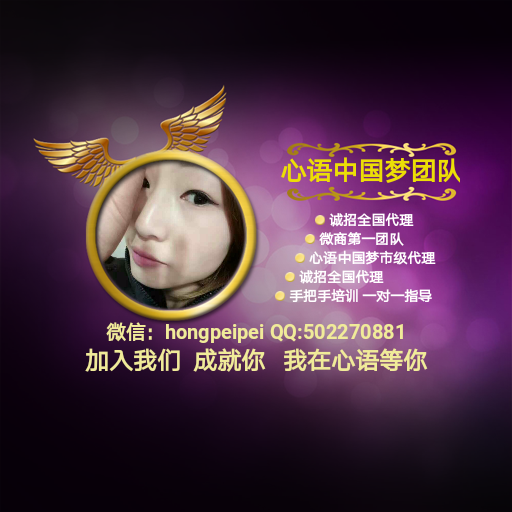 心语中国梦团队
诚招全国代理
微商第一团队
心语中国梦市级代理
诚招全国代理
手把手培训 一对一指导
微信：hongpeipei QQ:502270881
加入我们 成就你 我在心语等你